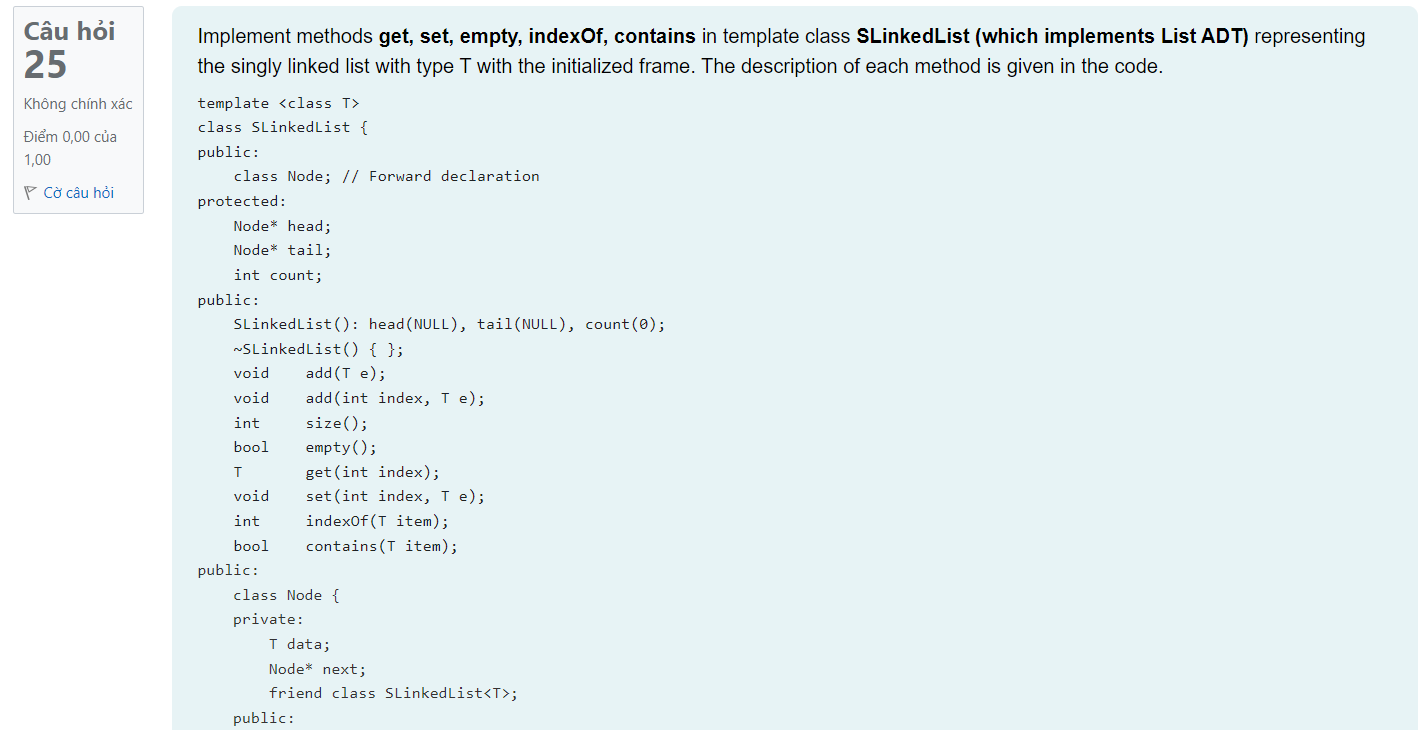 Câu hỏi
25
Không chính xác
Điểm 0,00 của
1,00
Cờ câu hỏi
Implement methods get, set, empty, indexOf, contains in template class SLinkedList (which implements List ADT) representing
the singly linked list with type T with the initialized frame. The description of each method is given in the code.
template <class T>
class SLinkedList {
public:
    class Node; // Forward declaration
protected:
    Node* head;
    Node* tail;
    int count;
public:
    SLinkedList(): head(NULL), tail(NULL), count(0);
    ~SLinkedList() { };
    void    add(T e);
    void    add(int index, T e);
    int     size();
    bool    empty();
    T       get(int index);
    void    set(int index, T e);
    int     indexOf(T item);
    bool    contains(T item);
public:
    class Node {
    private:
        T data;
        Node* next;
        friend class SLinkedList<T>;
    public: